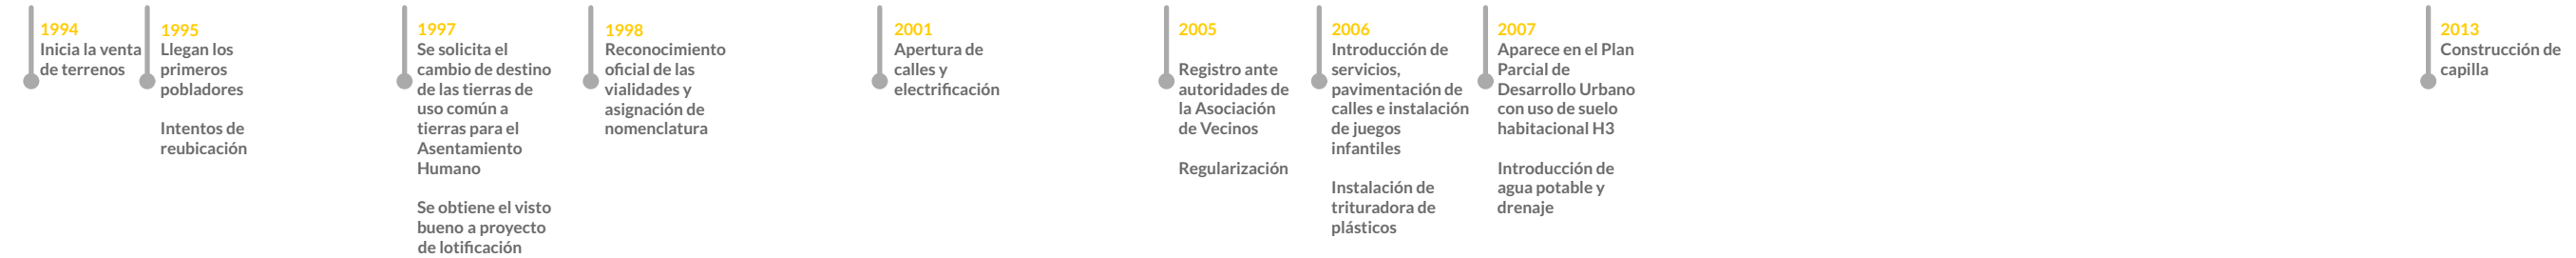 1994
Inicia la venta
de terrenos
1995
Llegan los
primeros
pobladores
Intentos de
reubicación
1997
Se solicita el
cambio de destino
de las tierras de
uso común a
tierras para el
Asentamiento
Humano
Se obtiene el visto
bueno a proyecto
de lotificación
1998
Reconocimiento
oficial de las
vialidades y
asignación de
nomenclatura
2001
Apertura de
calles y
electrificación
2005
Registro ante
autoridades de
la Asociación
de Vecinos
Regularización
2006
Introducción de
servicios,
pavimentación de
calles e instalación
de juegos
infantiles
Instalación de
trituradora de
plásticos
2007
Aparece en el Plan
Parcial de
Desarrollo Urbano
con uso de suelo
habitacional H3
Introducción de
agua potable y
drenaje
2013
Construcción de
capilla